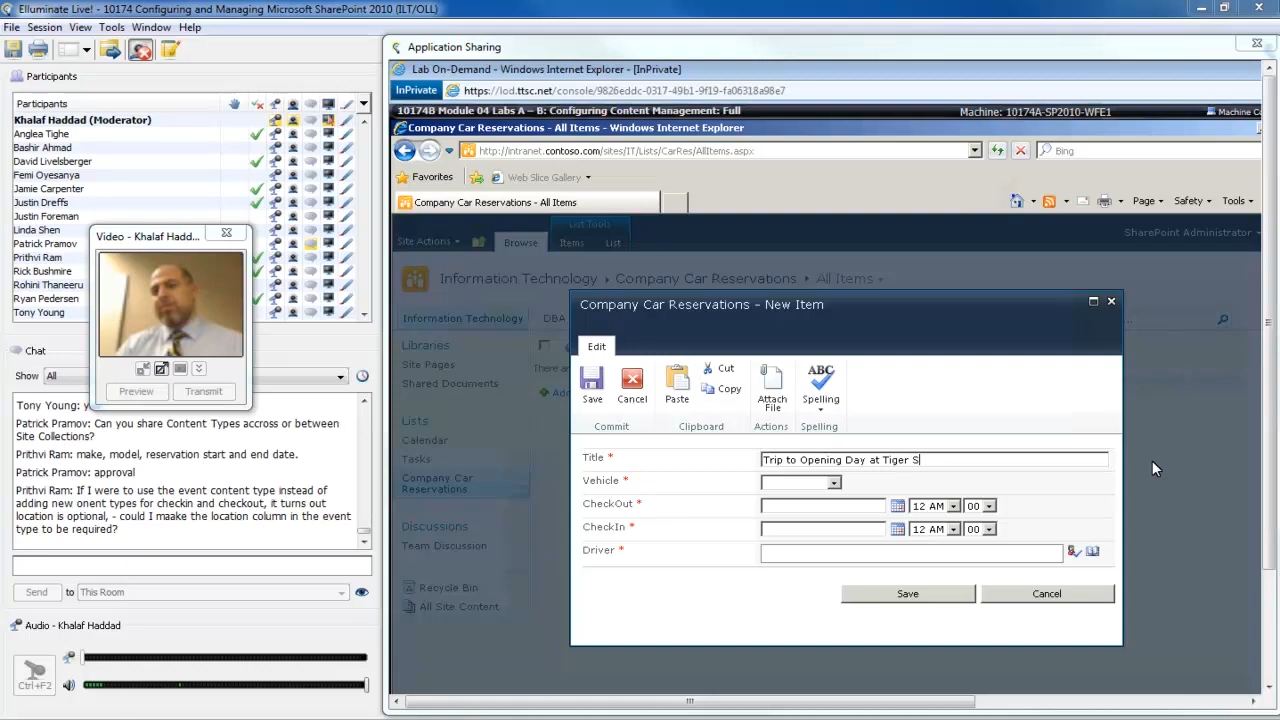 Elluminate Live! - 10174 Configuring and Managing Microsoft SharePoint 2010 (ILT/OLL)
File Session View Tools Window Help
Participants
Participants
Khalaf Haddad (Moderator)
Anglea Tighe
Bashir Ahmad
David Livelsberger
Femi Oyesanya
Jamie Carpenter
Justin Dreffs
Justin Foreman
Linda Shen
Patrick Pramov
Prithvi Ram
Rick Bushmire
Rohini Thaneeru
Ryan Pedersen
Tony Young
Video - Khalaf Hadd...
Preview Transmit
Chat
Show All
Tony Young: y
Patrick Pramov: Can you share Content Types accross or between
Site Collections?
Prithvi Ram: make, model, reservation start and end date.
Patrick Pramov: approval
Prithvi Ram: If I were to use the event content type instead of
adding new onent types for checkin and checkout, it turns out
location is optional, - could I maake the location column in the event
type to be required?
Send to This Room
Audio - Khalaf Haddad
Ctrl+F2
Application Sharing
Lab On-Demand - Windows Internet Explorer - [InPrivate]
InPrivate https://lod.ttsc.net/console/9826eddc-0317-49b1-9f19-fa06318a98e7
10174B Module 04 Labs A – B: Configuring Content Management: Full Machine: 10174A-SP2010-WFE1 Machine Co
Company Car Reservations - All Items - Windows Internet Explorer
http://intranet.contoso.com/sites/IT/Lists/CarRes/AllItems.aspx Bing
Favorites Web Slice Gallery
Company Car Reservations - All Items Page Safety Tools
List Tools
Site Actions Browse Items List SharePoint Administrator
Information Technology Company Car Reservations All Items
Information Technology DBA
Libraries
Site Pages
Shared Documents
Lists
Calendar
Tasks
Company Car
Reservations
Discussions
Team Discussion
Recycle Bin
All Site Content
There ar
Add
Company Car Reservations - New Item
Edit
Save Cancel Paste Cut Copy Attach File Spelling
Commit Clipboard Actions Spelling
Title * Trip to Opening Day at Tiger S
Vehicle *
CheckOut * 12 AM 00
CheckIn * 12 AM 00
Driver *
Save Cancel